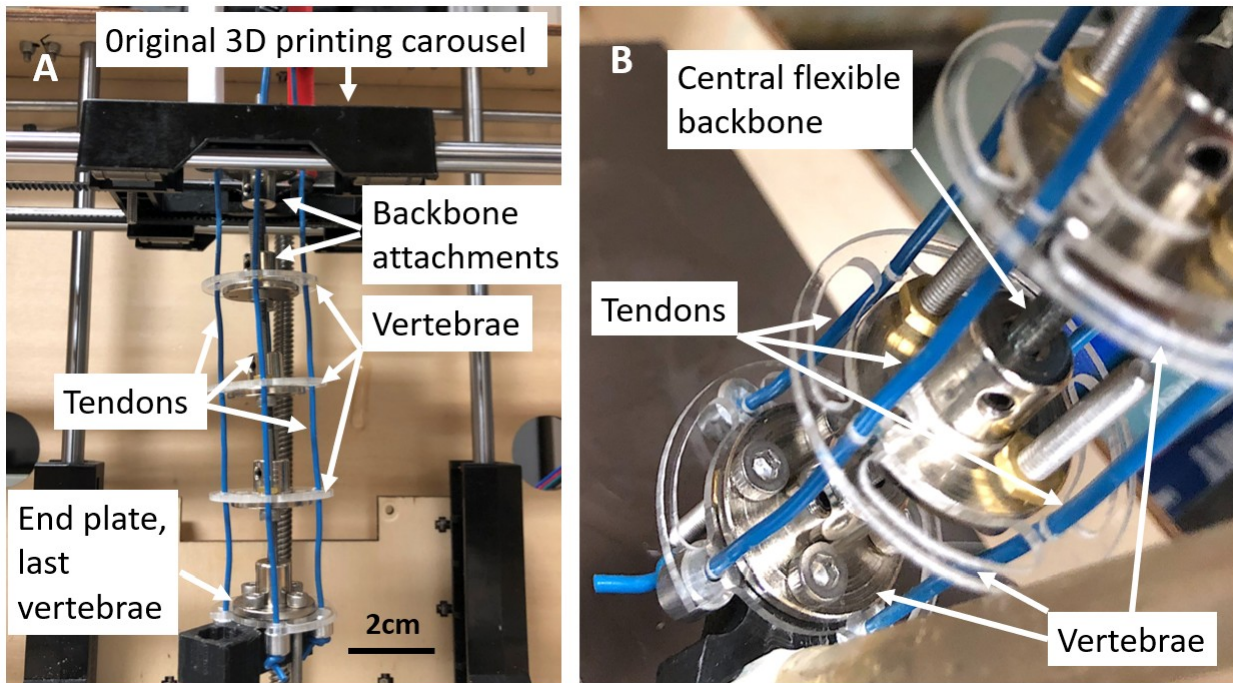 0riginal 3D printing carousel
A
Backbone
attachments
Vertebrae
Tendons
End plate,
last
vertebrae
2cm
B
Central flexible
backbone
Tendons
Vertebrae